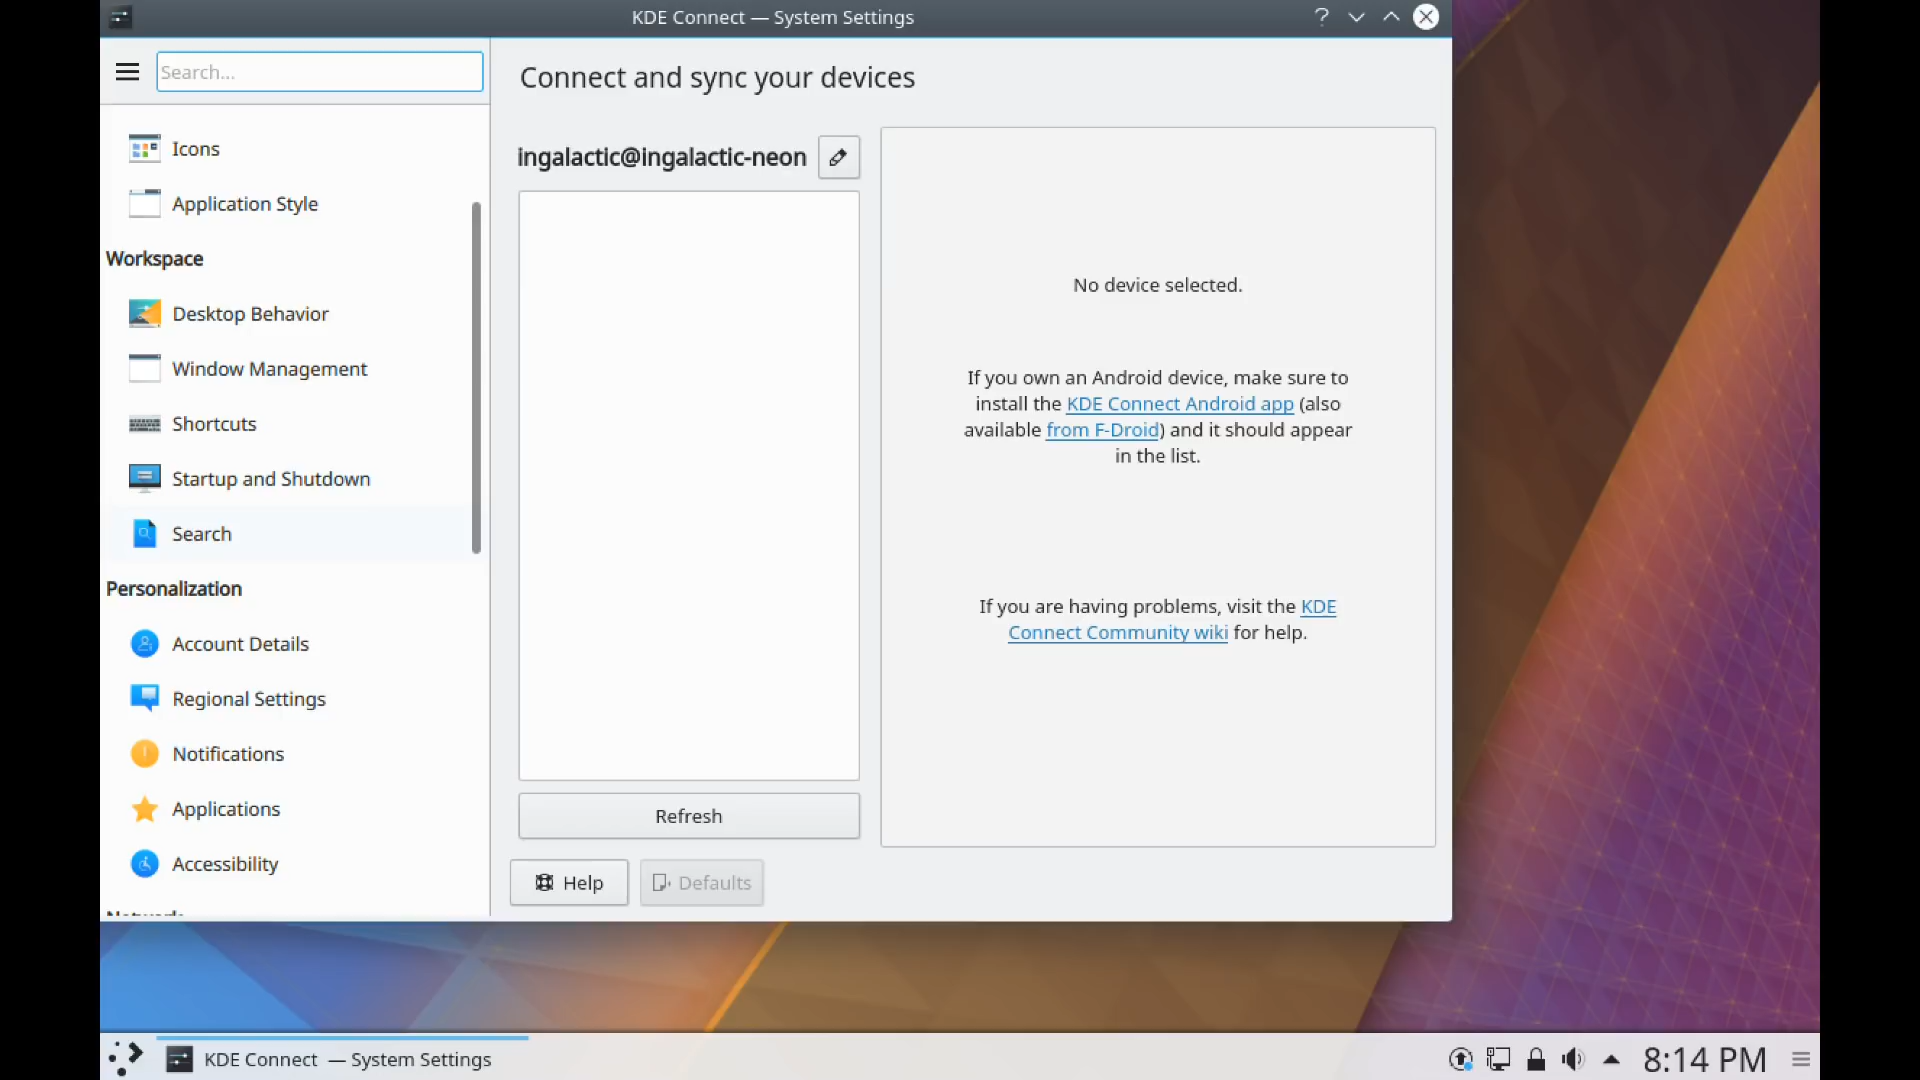 KDE Connect — System Settings
Search...
Connect and sync your devices
Icons
Application Style
Workspace
Desktop Behavior
Window Management
Shortcuts
Startup and Shutdown
Search
Personalization
Account Details
Regional Settings
Notifications
Applications
Accessibility
Network
ingalactic@ingalactic-neon
Refresh
Help
Defaults
No device selected.
If you own an Android device, make sure to
install the KDE Connect Android app (also
available from F-Droid) and it should appear
in the list.
If you are having problems, visit the KDE
Connect Community wiki for help.
KDE Connect — System Settings
8:14 PM